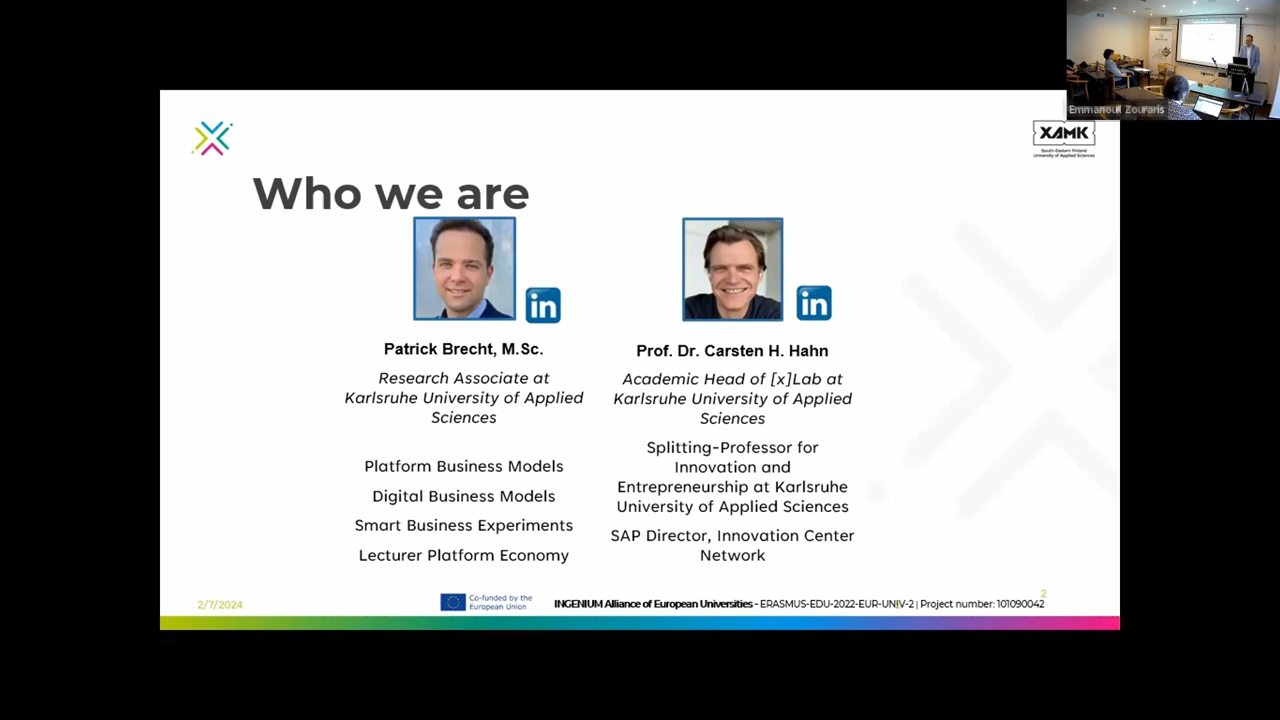 Emmanouil Zouraris
XAMK
South-Eastern Finland
University of Applied Sciences
Who we are
in
in
Patrick Brecht, M.Sc.
Research Associate at
Karlsruhe University of Applied
Sciences
Platform Business Models
Digital Business Models
Smart Business Experiments
Lecturer Platform Economy
Prof. Dr. Carsten H. Hahn
Academic Head of [x]Lab at
Karlsruhe University of Applied
Sciences
Splitting-Professor for
Innovation and
Entrepreneurship at Karlsruhe
University of Applied Sciences
SAP Director, Innovation Center
Network
2/7/2024
Co-funded by the
European Union
INGENIUM Alliance of European Universities - ERASMUS-EDU-2022-EUR-UNIV-2 | Project number: 101090042
2